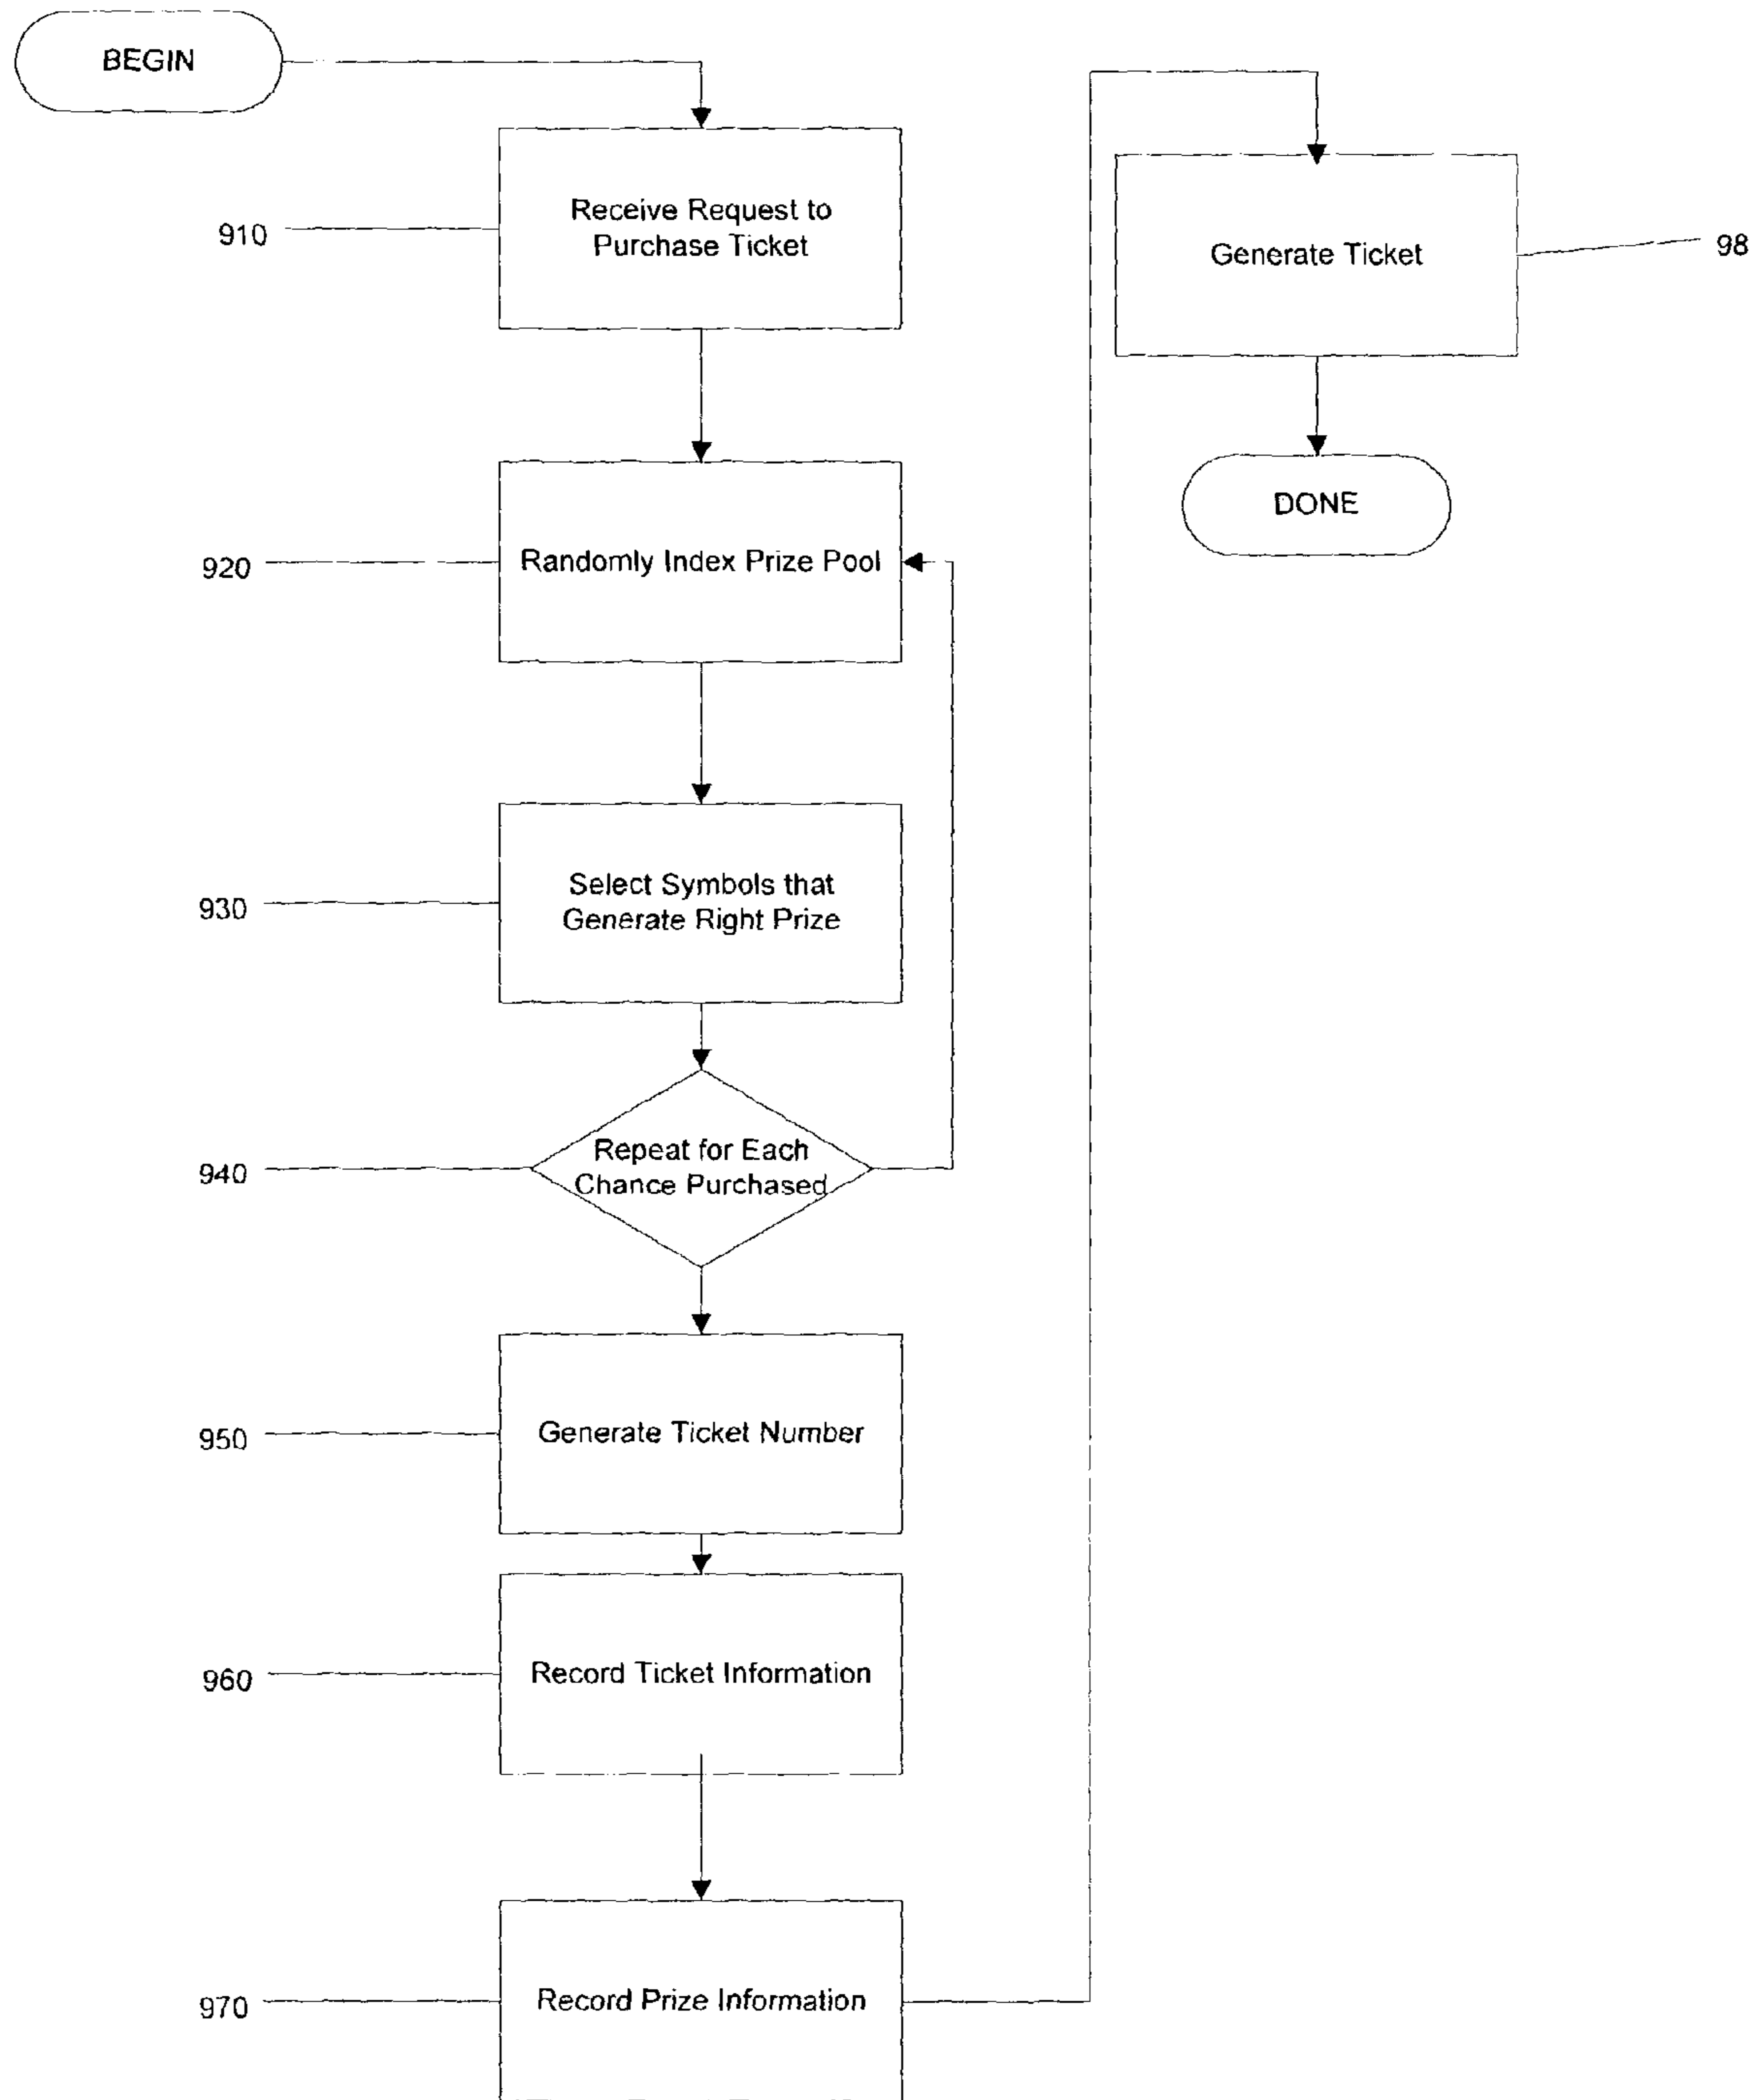 BEGIN
910
Receive Request to
Purchase Ticket
920
Randomly Index Prize Pool
930
Select Symbols that
Generate Right Prize
940
Repeat for Each
Chance Purchased
950
Generate Ticket Number
960
Record Ticket Information
970
Record Prize Information
Generate Ticket
98
DONE